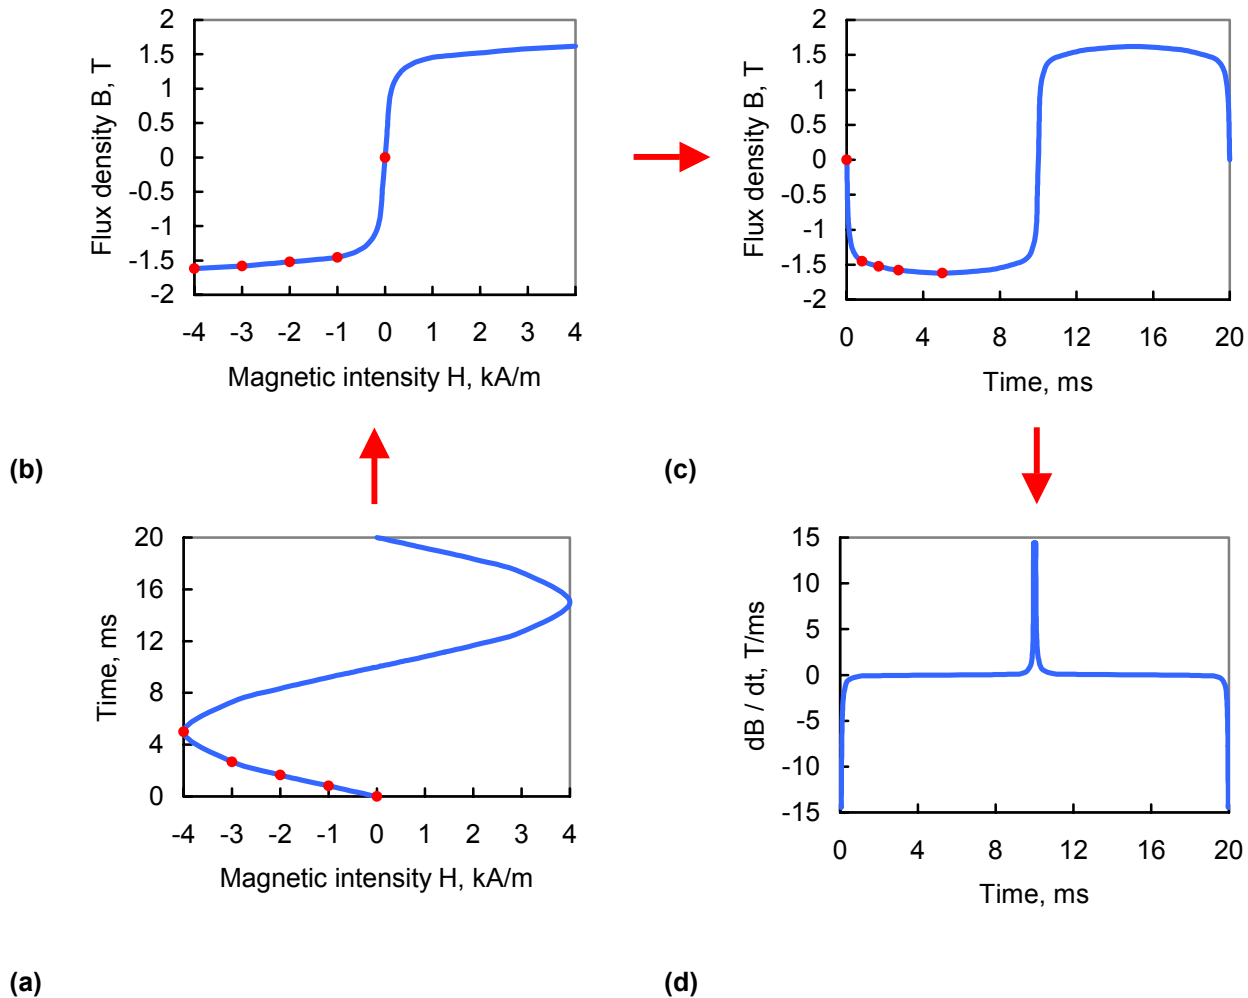 2
1.5
1
0.5
0
-0.5
-1
-1.5
-2
Flux density B, T
-4 -3 -2 -1 0 1 2 3 4
Magnetic intensity H, kA/m
(b)
2
1.5
1
0.5
0
-0.5
-1
-1.5
-2
Flux density B, T
0 4 8 12 16 20
Time, ms
(c)
20
16
12
8
4
0
Time, ms
-4 -3 -2 -1 0 1 2 3 4
Magnetic intensity H, kA/m
(a)
15
10
5
0
-5
-10
-15
dB / dt, T/ms
0 4 8 12 16 20
Time, ms
(d)